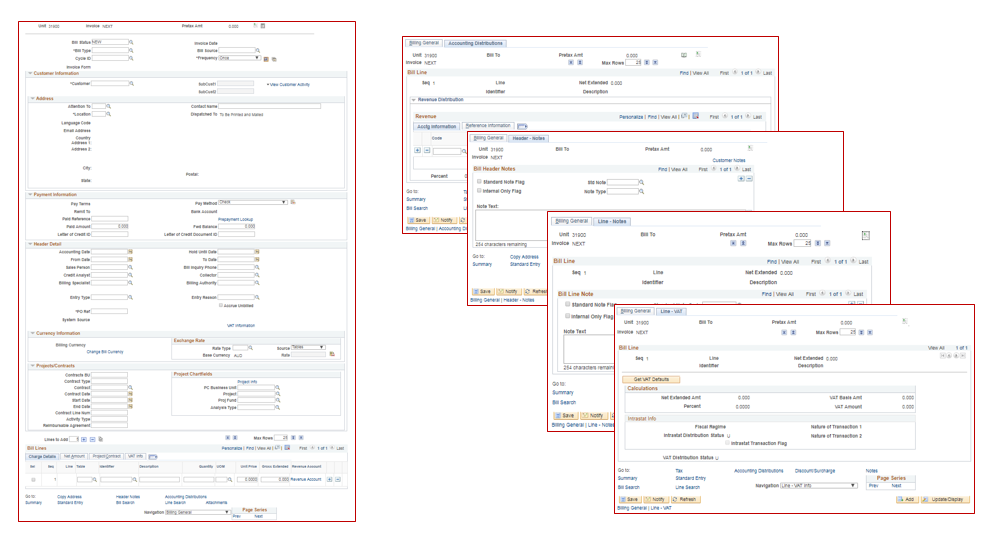 Unit 31900 Invoice NEXT Pretax Amt 0.000
Bill Status NEW Invoice Date
*Bill Type Bill Source
Cycle ID *Frequency Once
Invoice Form
Customer Information
*Customer SubCust1 View Customer Activity
SubCust2
Address
Attention To Contact Name
*Location Dispatched To To Be Printed and Mailed
Language Code
Email Address
Country
Address 1
Address 2
City
Postal
State
Payment Information
Pay Terms Pay Method Check
Remit To Bank Account
Paid Reference Prepayment Lookup
Paid Amount 0.000 Paid Balance 0.000
Letter of Credit ID Letter of Credit Document ID
Header Detail
Accounting Date Hold Until Date
From Date To Date
Sales Person Bill Inquiry Phone
Credit Analyst Collector
Billing Specialist Billing Authority
Entry Type Entry Reason
Accrue Unbilled
*PO Ref
System Source
VAT Information
Currency Information
Billing Currency Exchange Rate
Change Bill Currency Rate Type Source Tables
Base Currency AUD Rate
Projects/Contracts
Contracts BU Project Chartfields
Contract Type Project Info
Contract PC Business Unit
Contract Date Project
Start Date Proj Fund
End Date Analysis Type
Contract Line Num
Activity Type
Reimbursable Agreement
Lines to Add Max Rows
Bill Lines Personalize | Find | View All First 1 of 1 Last
Charge Details Net Amount Project/Contract VAT Info
Sel Seq Line Table Identifier Description Quantity UOM Unit Price Gross Extended Revenue Account
1 0.0000 0.000 Revenue Account
Go to: Copy Address Header Notes Accounting Distributions
Summary Standard Entry Bill Search Line Search Attachments
Navigation Billing General Page Series
Prev Next
Billing General Accounting Distributions
Unit 31900 Bill To Pretax Amt 0.000
Invoice NEXT Max Rows 25
Bill Line Find | View All First 1 of 1 Last
Seq 1 Line Net Extended 0.000
Identifier Description
Revenue Distribution
Revenue Personalize | Find | View All First 1 of 1 Last
Acctg Information Reference Information
Code
Percent
Go to:
Summary
Bill Search
Save Notify
Billing General | Accounting
Billing General Header - Notes
Unit 31900 Bill To Pretax Amt 0.000
Invoice NEXT
Customer Notes
Bill Header Notes Find | View All First 1 of 1 Last
Standard Note Flag Std Note
Internal Only Flag Note Type
Note Text:
254 characters remaining
Go to: Copy Address
Summary Standard Entry
Save Notify Refresh
Billing General | Header - Notes
Billing General Line - Notes
Unit 31900 Bill To Pretax Amt 0.000
Invoice NEXT Max Rows 25
Bill Line Find | View All First 1 of 1 Last
Seq 1 Line Net Extended 0.000
Identifier Description
Bill Line Note Find | View All First 1 of 1 Last
Standard Note Flag
Internal Only Flag
Note Text
254 characters remaining
Go to:
Summary
Bill Search
Save Notify
Billing General | Line - Notes
Billing General Line - VAT
Unit 31900 Bill To Pretax Amt 0.000
Invoice NEXT Max Rows 25
Bill Line View All 1 of 1
Seq 1 Line Net Extended 0.000
Identifier Description
Get VAT Defaults
Calculations
Net Extended Amt 0.000 VAT Basis Amt 0.000
Percent 0.0000 VAT Amount 0.000
Intrastat Info
Fiscal Regime Nature of Transaction 1
Intrastat Distribution Status U Nature of Transaction 2
Intrastat Transaction Flag
VAT Distribution Status U
Go to: Tax Accounting Distributions Discount/Surcharge Notes
Summary Standard Entry Navigation Line - VAT Info Page Series
Bill Search Line Search Prev Next
Save Notify Refresh Add Update/Display
Billing General | Line - VAT